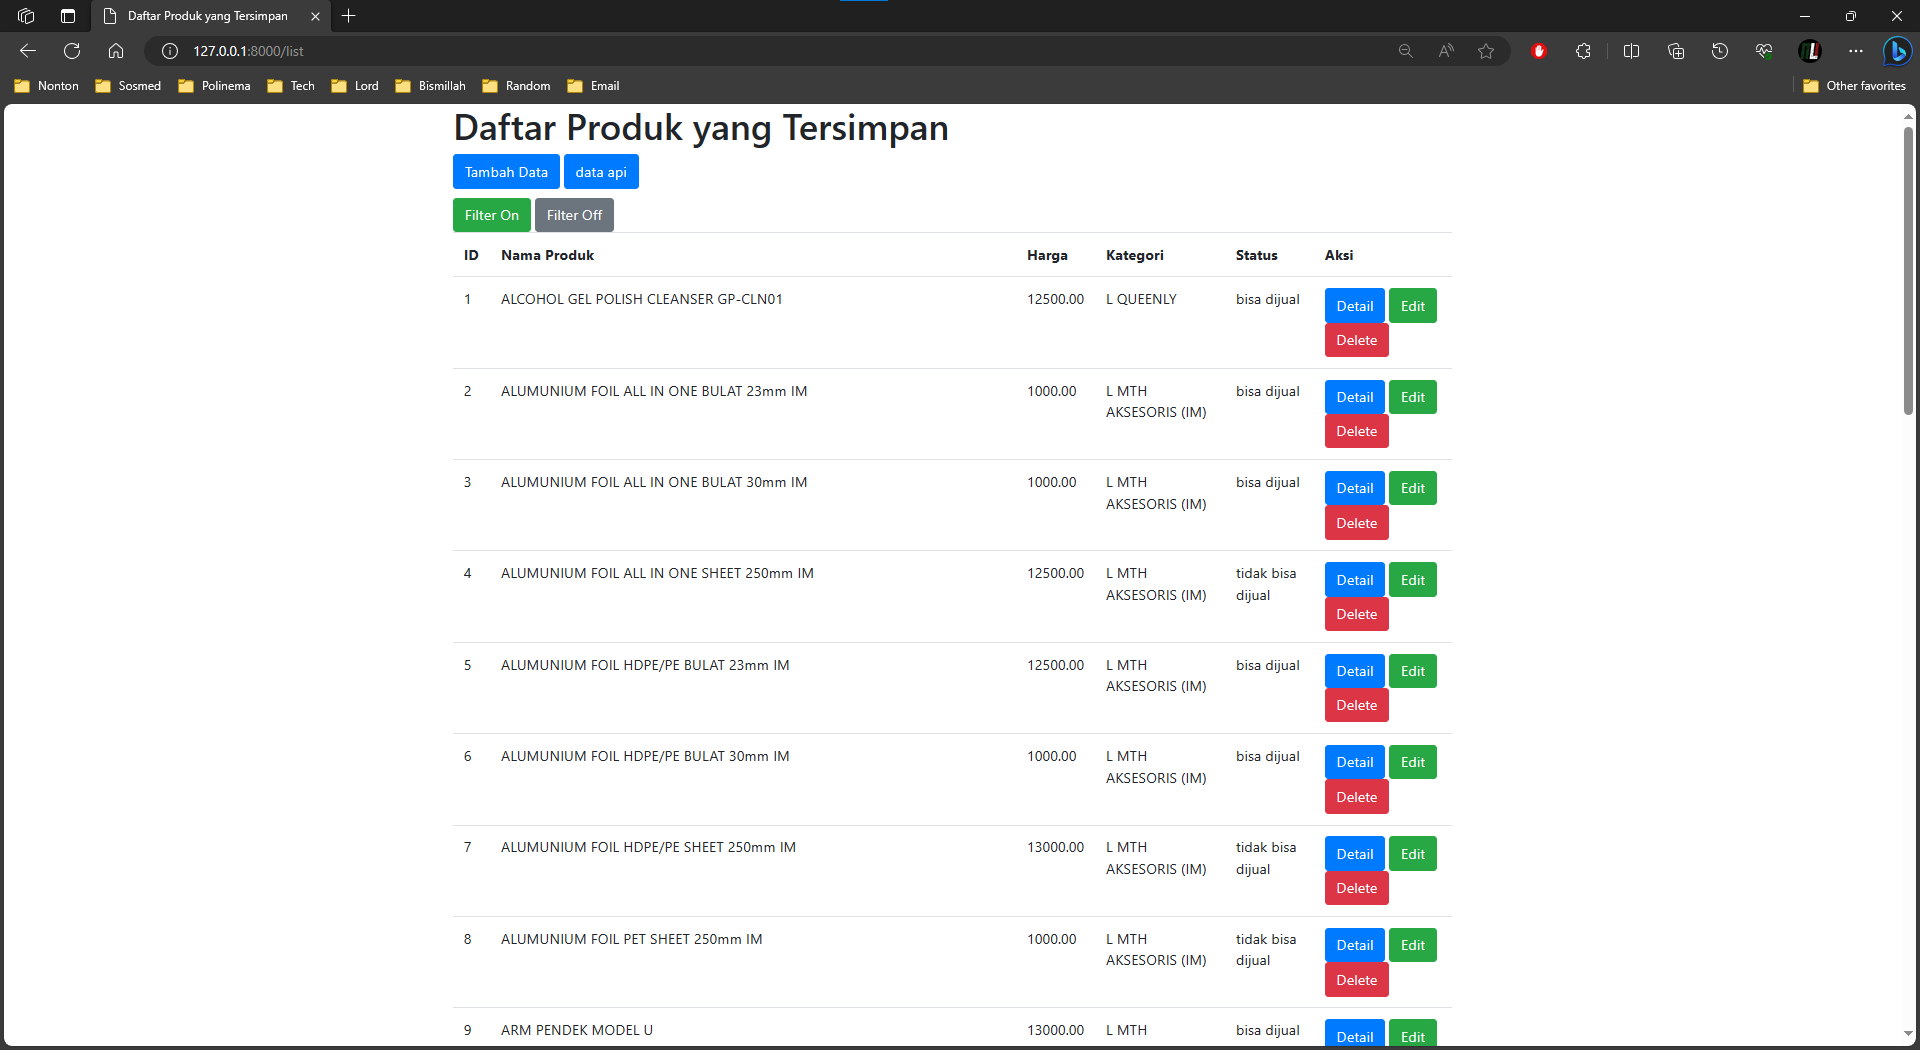 Daftar Produk yang Tersimpan
127.0.0.1:8000/list
Nonton Sosmed Polinema Tech Lord Bismillah Random Email Other favorites
Daftar Produk yang Tersimpan
Tambah Data data api
Filter On Filter Off
ID Nama Produk Harga Kategori Status Aksi
1 ALCOHOL GEL POLISH CLEANSER GP-CLN01 12500.00 L QUEENLY bisa dijual Detail Edit
Delete
2 ALUMUNIUM FOIL ALL IN ONE BULAT 23mm IM 1000.00 L MTH bisa dijual Detail Edit
AKSESORIS (IM)
Delete
3 ALUMUNIUM FOIL ALL IN ONE BULAT 30mm IM 1000.00 L MTH bisa dijual Detail Edit
AKSESORIS (IM)
Delete
4 ALUMUNIUM FOIL ALL IN ONE SHEET 250mm IM 12500.00 L MTH tidak bisa Detail Edit
AKSESORIS (IM) dijual
Delete
5 ALUMUNIUM FOIL HDPE/PE BULAT 23mm IM 12500.00 L MTH bisa dijual Detail Edit
AKSESORIS (IM)
Delete
6 ALUMUNIUM FOIL HDPE/PE BULAT 30mm IM 1000.00 L MTH bisa dijual Detail Edit
AKSESORIS (IM)
Delete
7 ALUMUNIUM FOIL HDPE/PE SHEET 250mm IM 13000.00 L MTH tidak bisa Detail Edit
AKSESORIS (IM) dijual
Delete
8 ALUMUNIUM FOIL PET SHEET 250mm IM 1000.00 L MTH tidak bisa Detail Edit
AKSESORIS (IM) dijual
Delete
9 ARM PENDEK MODEL U 13000.00 L MTH bisa dijual Detail Edit